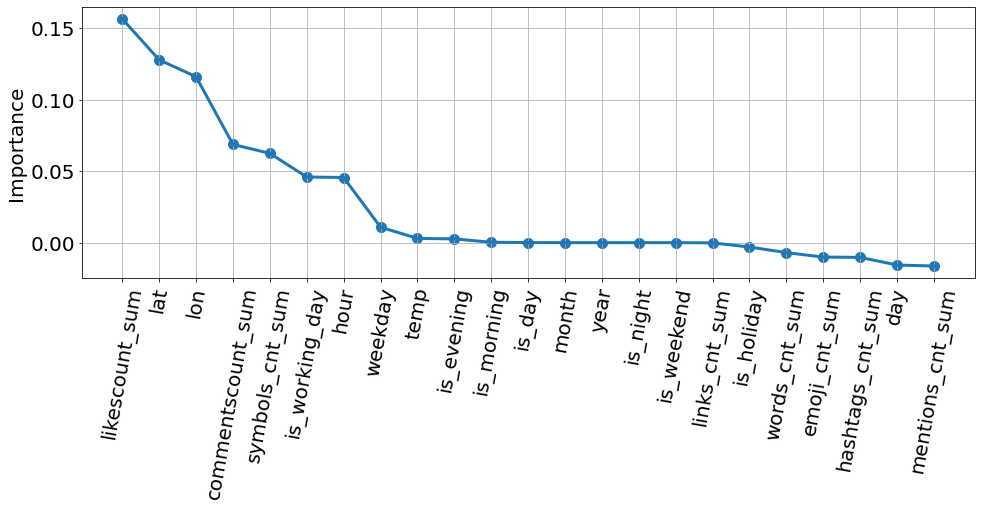 Importance
0.15
0.10
0.05
0.00
likescount_sum
lat
lon
commentscount_sum
symbols_cnt_sum
is_working_day
hour
weekday
temp
is_evening
is_morning
is_day
month
year
is_night
is_weekend
links_cnt_sum
is_holiday
words_cnt_sum
emoji_cnt_sum
hashtags_cnt_sum
day
mentions_cnt_sum